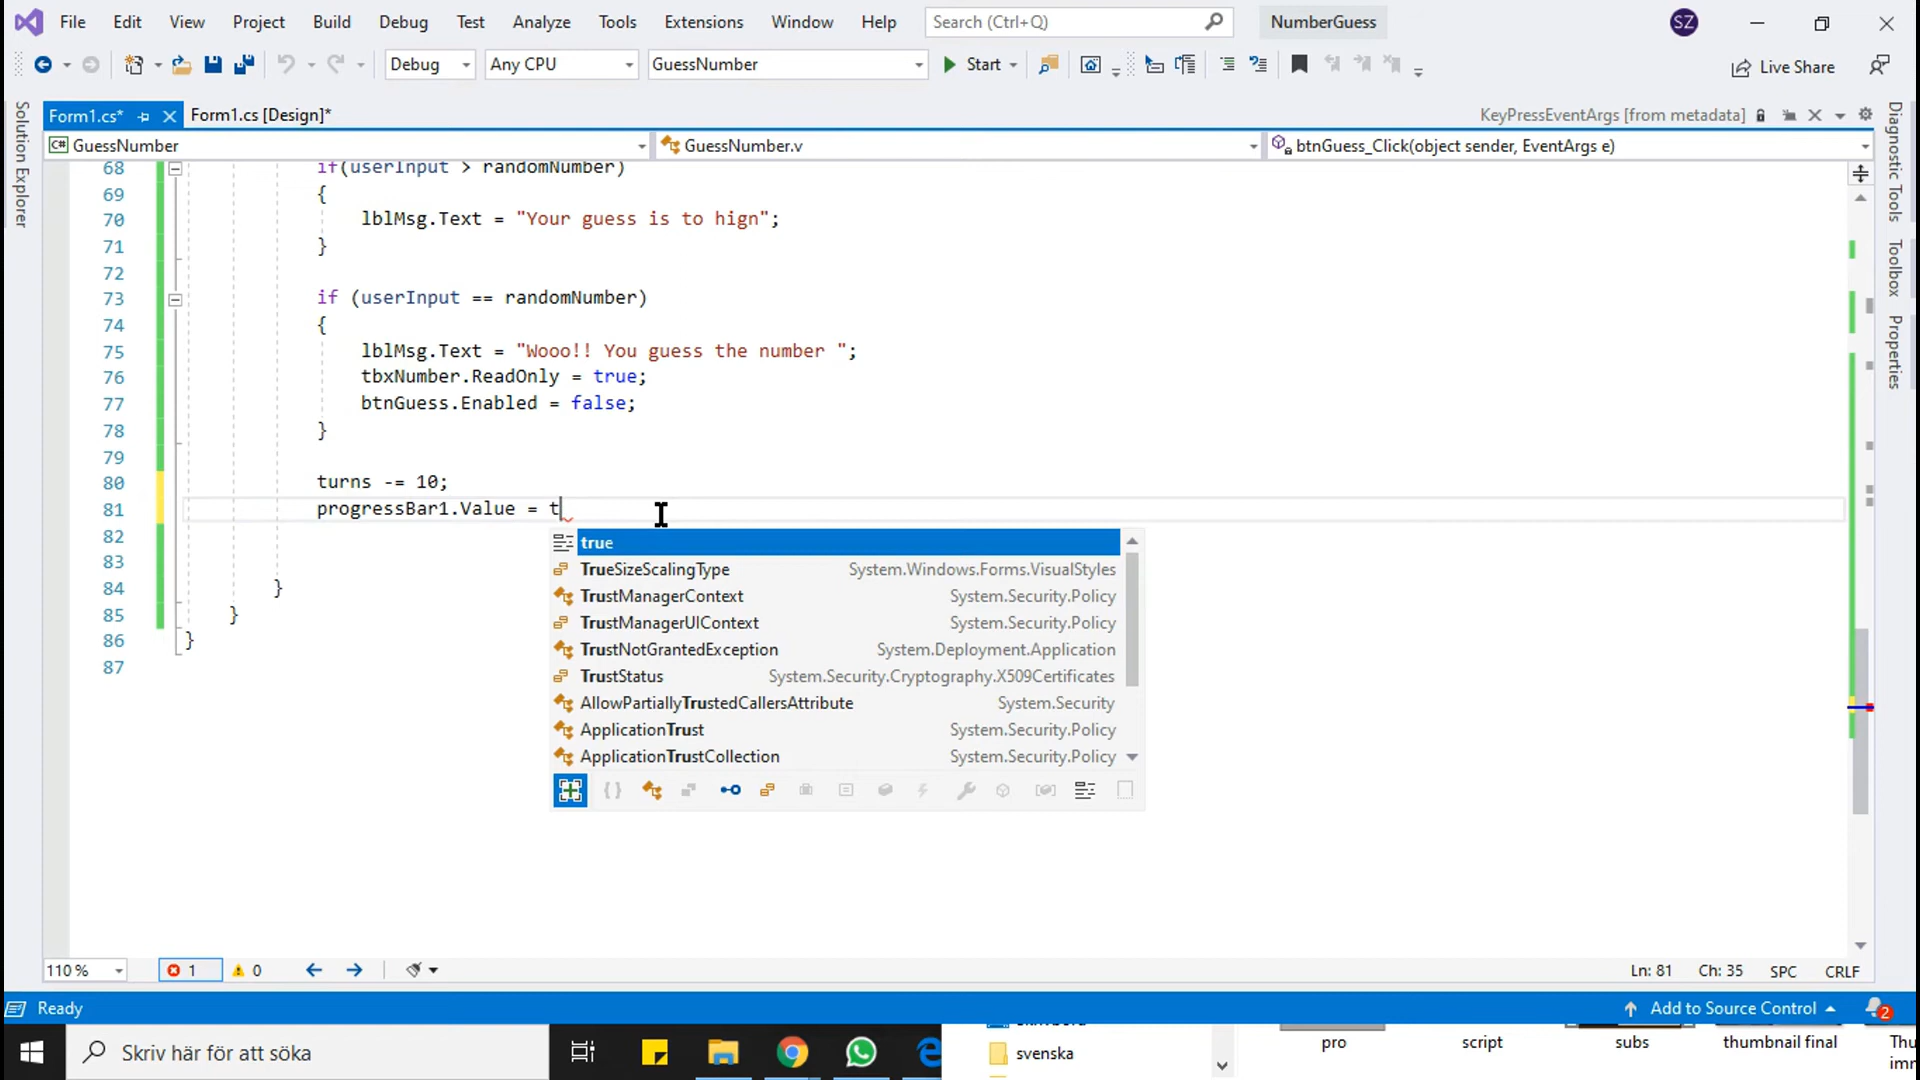 File Edit View Project Build Debug Test Analyze Tools Extensions Window Help Search (Ctrl+Q) NumberGuess SZ
Debug Any CPU GuessNumber Start Live Share
Form1.cs* Form1.cs [Design]* KeyPressEventArgs [from metadata]
GuessNumber GuessNumber.v btnGuess_Click(object sender, EventArgs e)
Solution Explorer
Diagnostic Tools
Toolbox
Properties
68 if(userInput > randomNumber)
69 {
70 lblMsg.Text = "Your guess is to hign";
71 }
72
73 if (userInput == randomNumber)
74 {
75 lblMsg.Text = "Wooo!! You guess the number ";
76 tbxNumber.ReadOnly = true;
77 btnGuess.Enabled = false;
78 }
79
80 turns -= 10;
81 progressBar1.Value = t
82
83
84 }
85 }
86 }
87
true
TrueSizeScalingType System.Windows.Forms.VisualStyles
TrustManagerContext System.Security.Policy
TrustManagerUIContext System.Security.Policy
TrustNotGrantedException System.Deployment.Application
TrustStatus System.Security.Cryptography.X509Certificates
AllowPartiallyTrustedCallersAttribute System.Security
ApplicationTrust System.Security.Policy
ApplicationTrustCollection System.Security.Policy
110 % 1 0 Ln: 81 Ch: 35 SPC CRLF
Ready Add to Source Control 2
Skriv här för att söka
svenska
pro script subs thumbnail final